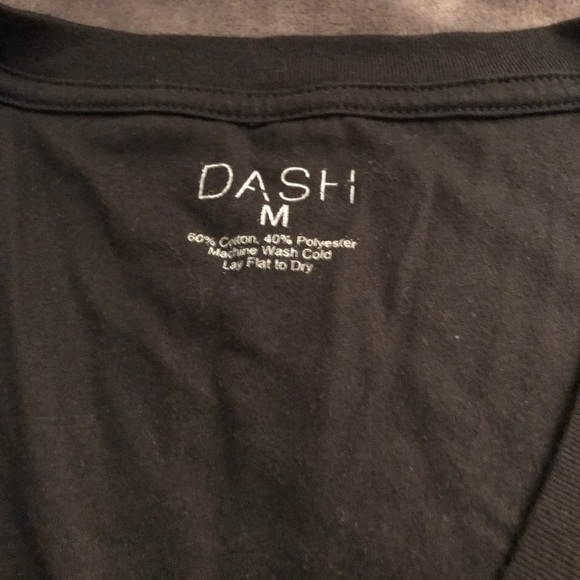 DASH
M
60% Cotton, 40% Polyester
Machine Wash Cold
Lay Flat to Dry